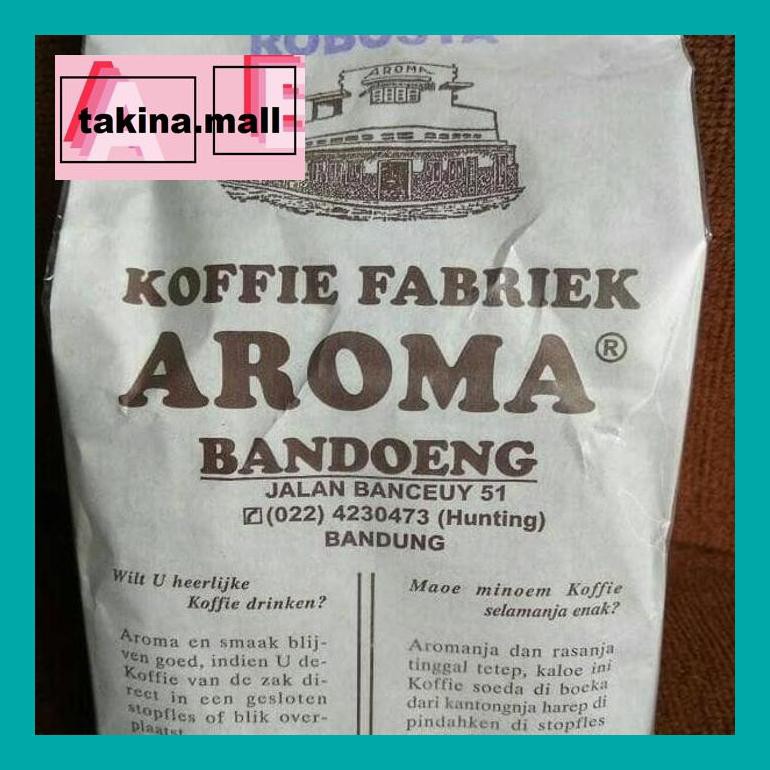 ROBUSTA
AROMA
takina.mall
KOFFIE FABRIEK
AROMA®
BANDOENG
JALAN BANCEUY 51
(022) 4230473 (Hunting)
BANDUNG
Wilt U heerlijke
Koffie drinken?
Aroma en smaak blij-
ven goed, indien U de-
Koffie van de zak di-
rect in een gesloten
stopfles of blik over-
plaatst
Maoe minoem Koffie
selamanja enak?
Aromanja dan rasanja
tinggal tetep, kaloe ini
Koffie soeda di boeka
dari kantongnja harep di
pindahken di stopfles